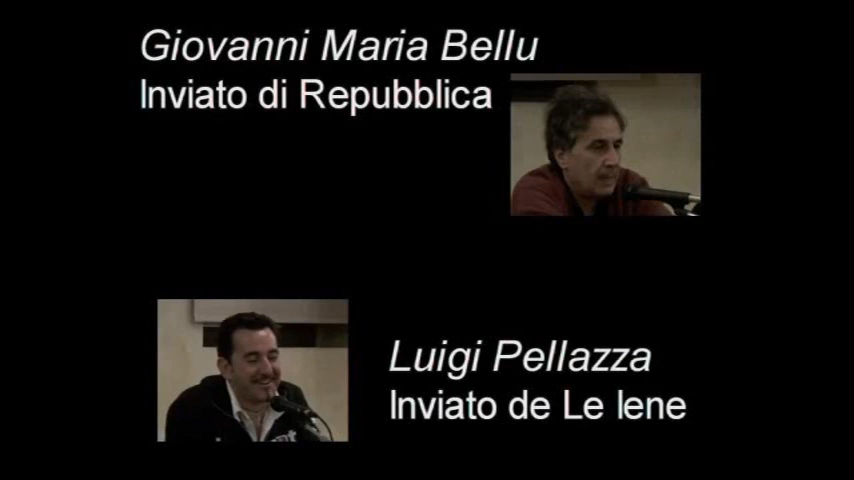 Giovanni Maria Bellu
Inviato di Repubblica
Luigi Pellazza
Inviato de Le Iene